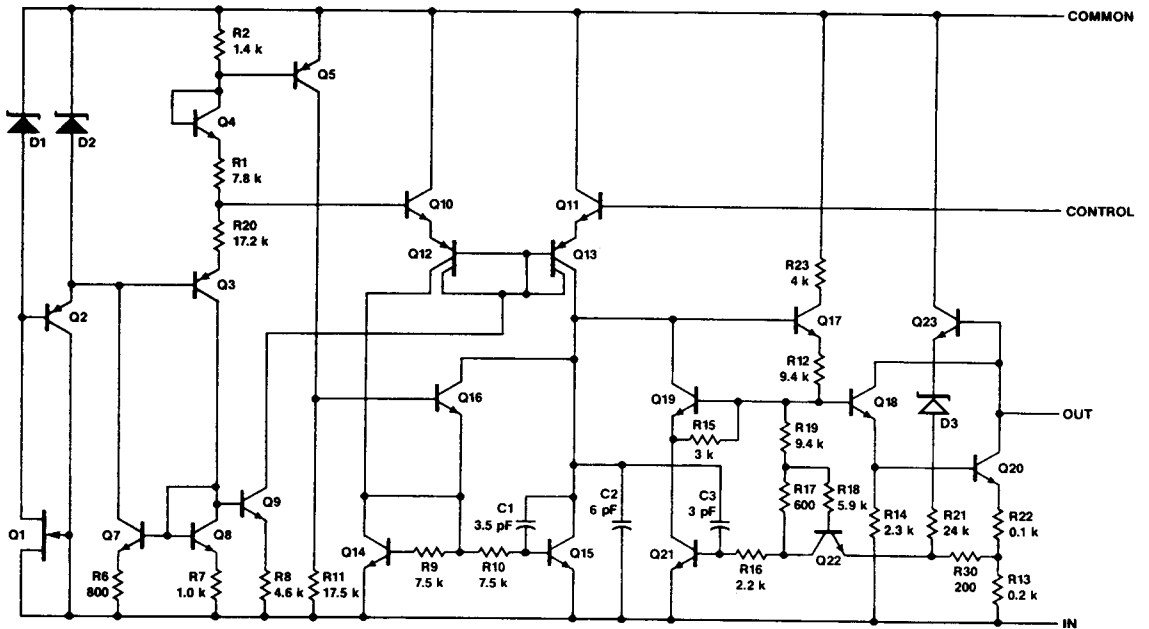 COMMON
R2
1.4 k
Q5
D1
D2
Q4
R1
7.8 k
Q10
Q11
CONTROL
R20
17.2 k
Q12
Q13
Q3
R23
4 k
Q2
Q17
Q23
R12
9.4 k
Q16
Q19
Q18
D3
OUT
R15
3 k
R19
9.4 k
Q20
Q9
C1
3.5 pF
C2
6 pF
C3
3 pF
R17
600
R18
5.9 k
R14
2.3 k
R21
24 k
R22
0.1 k
Q1
Q7
Q8
Q14
R9
7.5 k
R10
7.5 k
Q15
Q21
R16
2.2 k
Q22
R30
200
R6
800
R7
1.0 k
R8
4.6 k
R11
17.5 k
R13
0.2 k
IN